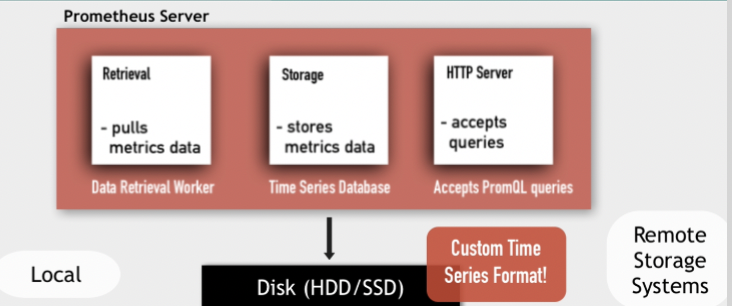 Prometheus Server
Retrieval
- pulls
metrics data
Data Retrieval Worker
Storage
- stores
metrics data
Time Series Database
HTTP Server
- accepts
queries
Accepts PromQL queries
Local
Disk (HDD/SSD)
Custom Time
Series Format!
Remote
Storage
Systems